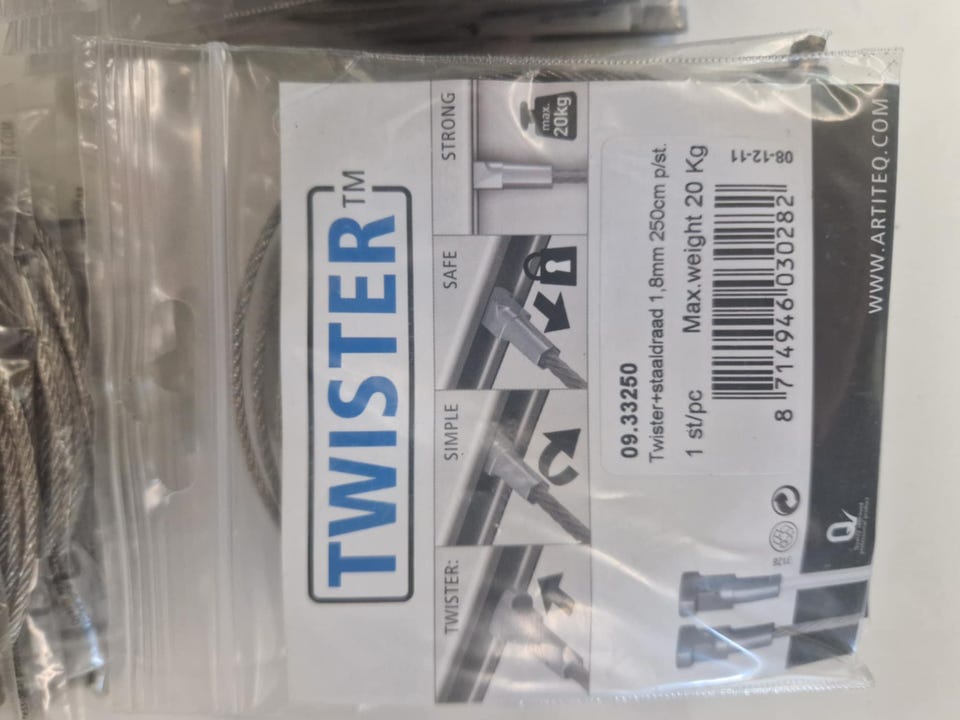 TWISTER™
TWISTER:
SIMPLE
SAFE
STRONG
max.
20kg
09.33250
Twister+staaldraad 1,8mm 250cm p/st.
1 st/pc Max.weight 20 Kg
8 714946 030282
08-12-11
3128
Q
WWW.ARTITEQ.COM